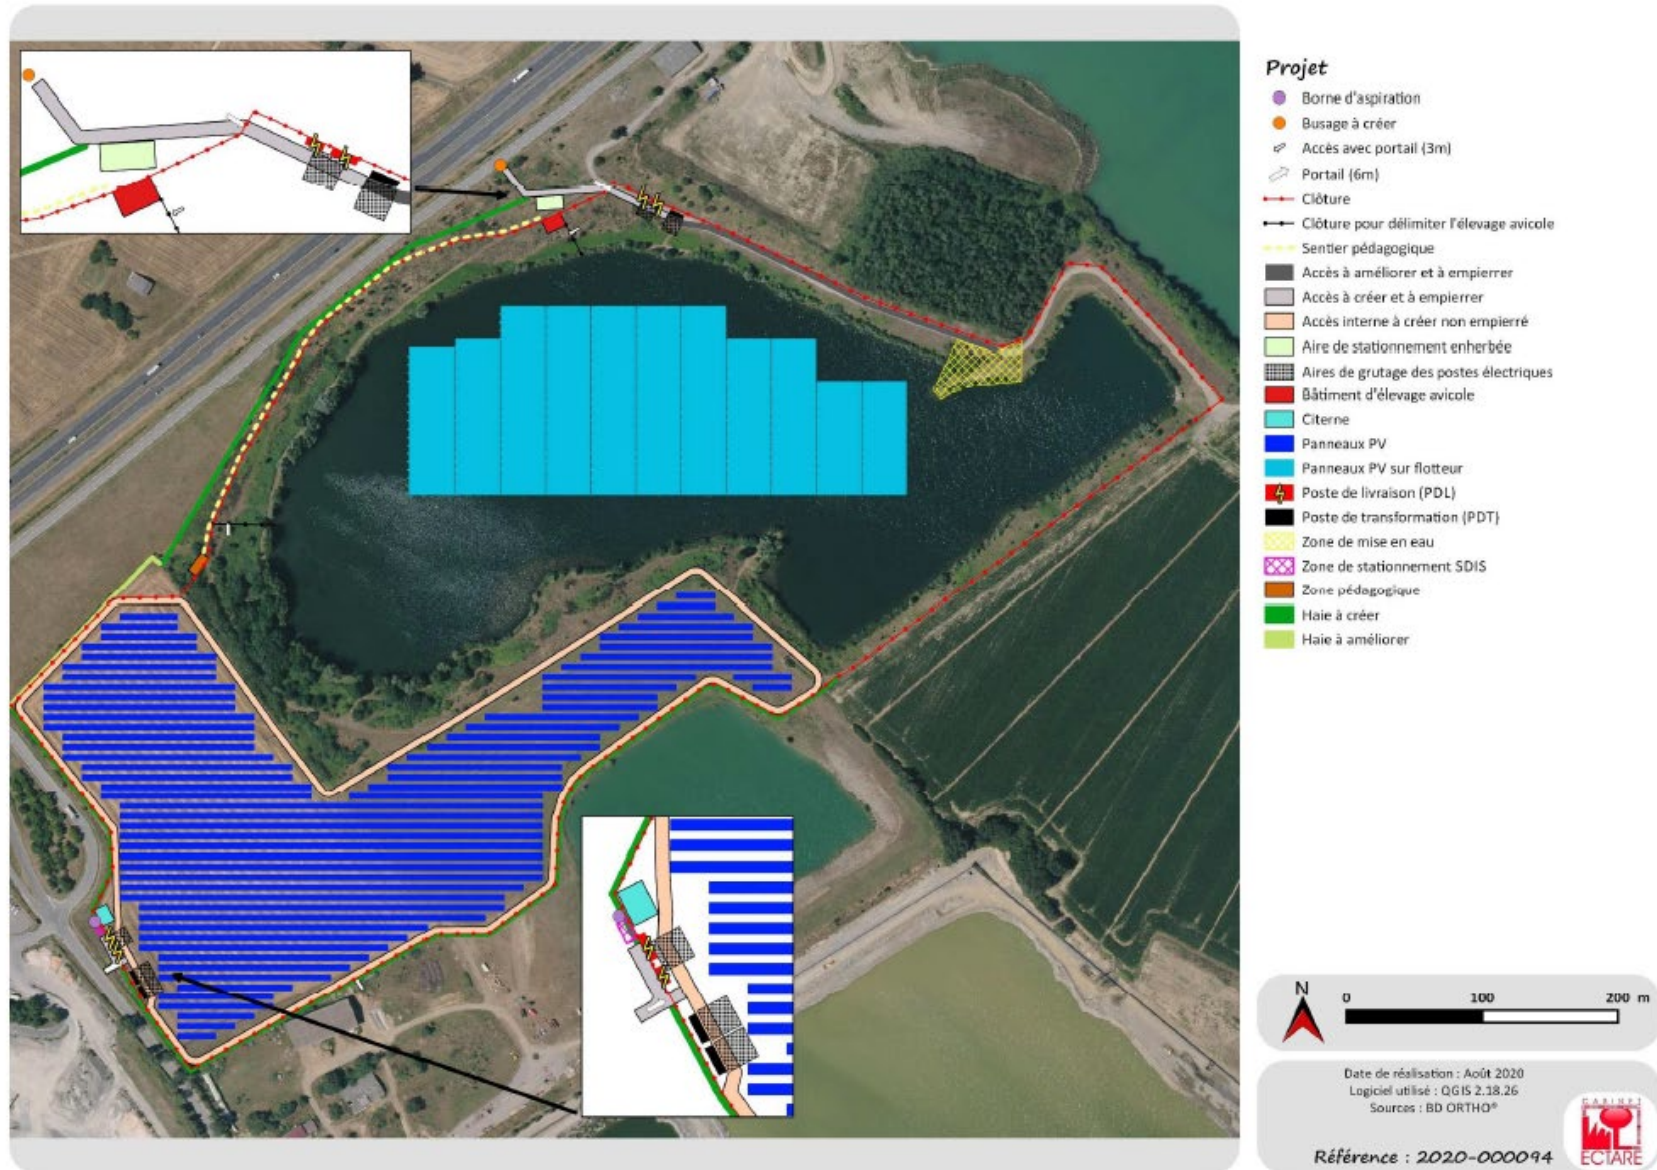 Projet
Borne d'aspiration
Busage à créer
Accès avec portail (3m)
Portail (6m)
Clôture
Clôture pour délimiter l'élevage avicole
Sentier pédagogique
Accès à améliorer et à empierrer
Accès à créer et à empierrer
Accès interne à créer non empierré
Aire de stationnement enherbée
Aires de grutage des postes électriques
Bâtiment d'élevage avicole
Citerne
Panneaux PV
Panneaux PV sur flotteur
Poste de livraison (PDL)
Poste de transformation (PDT)
Zone de mise en eau
Zone de stationnement SDIS
Zone pédagogique
Haie à créer
Haie à améliorer
N
0 100 200 m
Date de réalisation : Août 2020
Logiciel utilisé : QGIS 2.18.26
Sources : BD ORTHO®
Référence : 2020-000094
CABINET
ECTARE